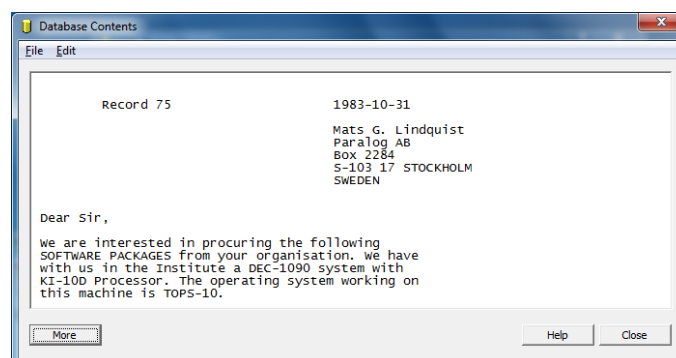 Database Contents
File Edit
Record 75 1983-10-31
Mats G. Lindquist
Paralog AB
Box 2284
S-103 17 STOCKHOLM
SWEDEN
Dear Sir,
We are interested in procuring the following
SOFTWARE PACKAGES from your organisation. We have
with us in the Institute a DEC-1090 system with
KI-10D Processor. The operating system working on
this machine is TOPS-10.
More Help Close